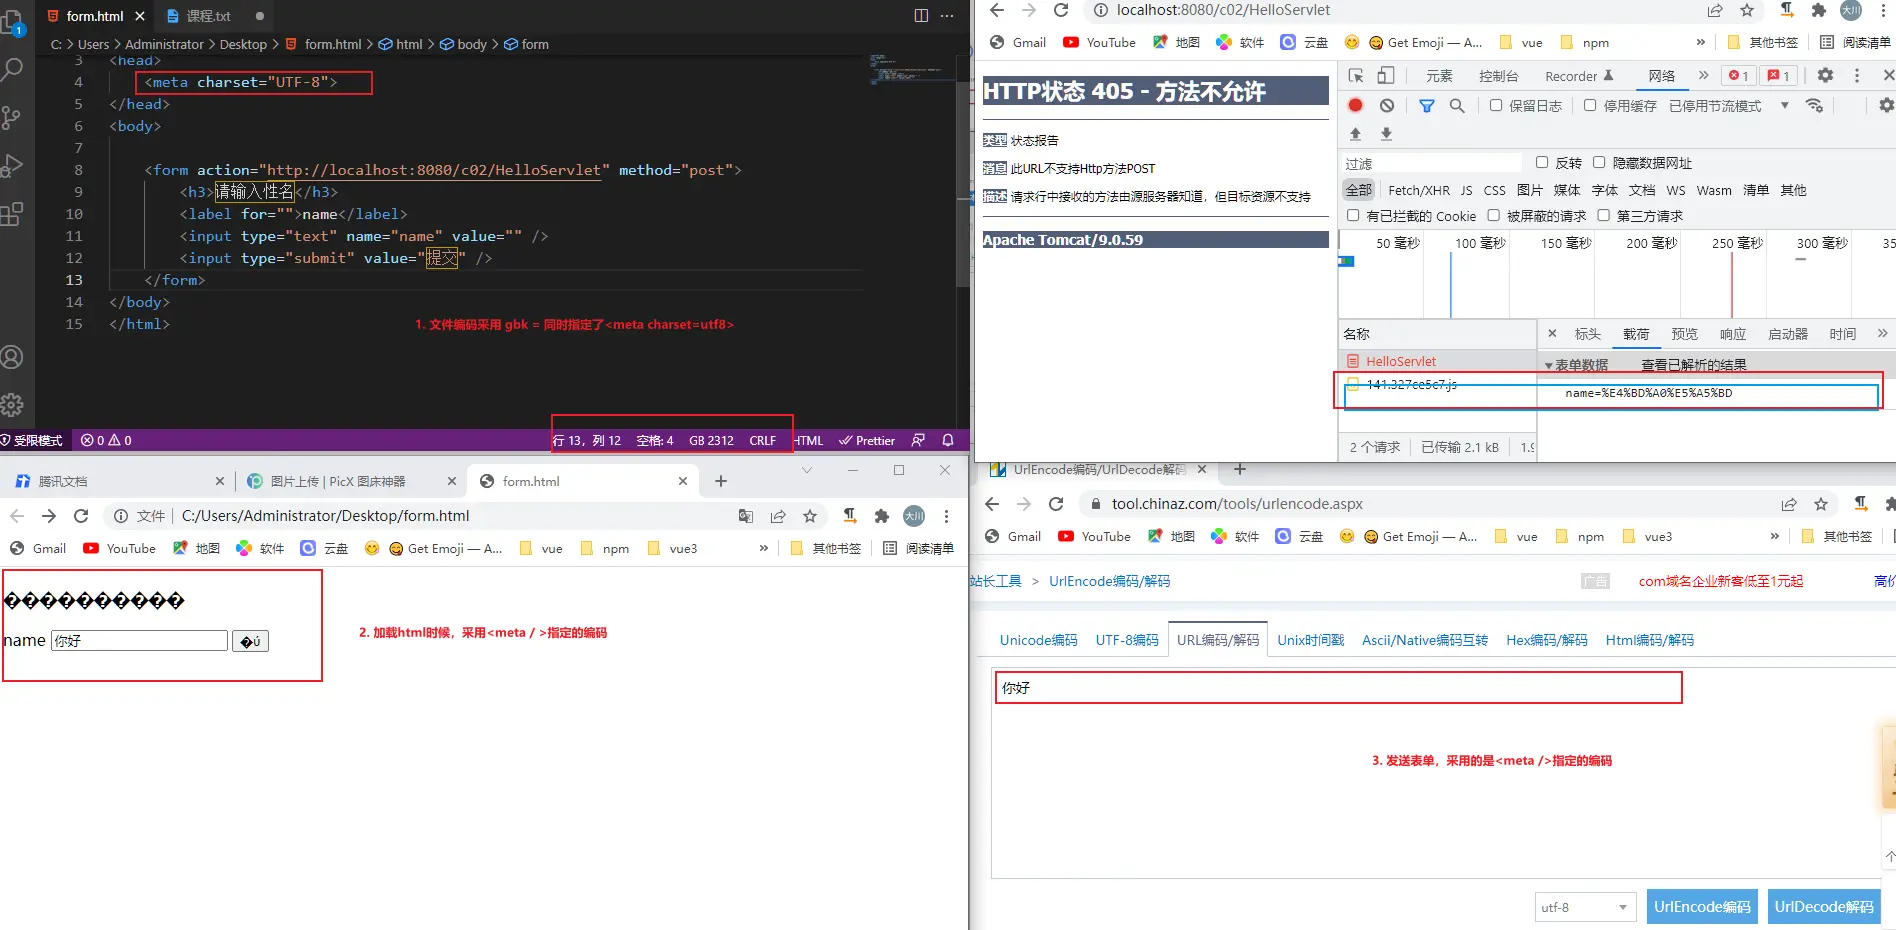 form.html
课程.txt
1
C: > Users > Administrator > Desktop > form.html > html > body > form
3 <head>
4 <meta charset="UTF-8">
5 </head>
6 <body>
7
8 <form action="http://localhost:8080/c02/HelloServlet" method="post">
9 <h3>请输入性名</h3>
10 <label for="">name</label>
11 <input type="text" name="name" value="" />
12 <input type="submit" value="提交" />
13 </form>
14 </body>
15 </html>
1. 文件编码采用 gbk = 同时指定了<meta charset=utf8>
受限模式 0 0 行 13，列 12 空格: 4 GB 2312 CRLF HTML Prettier
腾讯文档
图片上传 | PicX 图床神器
form.html
文件 C:/Users/Administrator/Desktop/form.html
大川
Gmail YouTube 地图 软件 云盘 Get Emoji — A... vue npm vue3 » 其他书签 阅读清单
����������
name 你好 �ύ
2. 加载html时候，采用<meta / >指定的编码
localhost:8080/c02/HelloServlet
大川
Gmail YouTube 地图 软件 云盘 Get Emoji — A... vue npm » 其他书签 阅读清单
HTTP状态 405 - 方法不允许
类型 状态报告
消息 此URL不支持Http方法POST
描述 请求行中接收的方法由源服务器知道，但目标资源不支持
Apache Tomcat/9.0.59
元素 控制台 Recorder 网络 » 1 1
保留日志 停用缓存 已停用节流模式
过滤 反转 隐藏数据网址
全部 Fetch/XHR JS CSS 图片 媒体 字体 文档 WS Wasm 清单 其他
有已拦截的 Cookie 被屏蔽的请求 第三方请求
50 毫秒 100 毫秒 150 毫秒 200 毫秒 250 毫秒 300 毫秒 35
名称
标头 载荷 预览 响应 启动器 时间 »
HelloServlet
141.327ce5c7.js
表单数据 查看已解析的结果
name=%E4%BD%A0%E5%A5%BD
2 个请求 已传输 2.1 kB 1.9
UrlEncode编码/UrlDecode解码
tool.chinaz.com/tools/urlencode.aspx
Gmail YouTube 地图 软件 云盘 Get Emoji — A... vue npm vue3 » 其他书签
站长工具 > UrlEncode编码/解码 广告 com域名企业新客低至1元起 高价
Unicode编码 UTF-8编码 URL编码/解码 Unix时间戳 Ascii/Native编码互转 Hex编码/解码 Html编码/解码
你好
3. 发送表单，采用的是<meta />指定的编码
utf-8 UrlEncode编码 UrlDecode解码